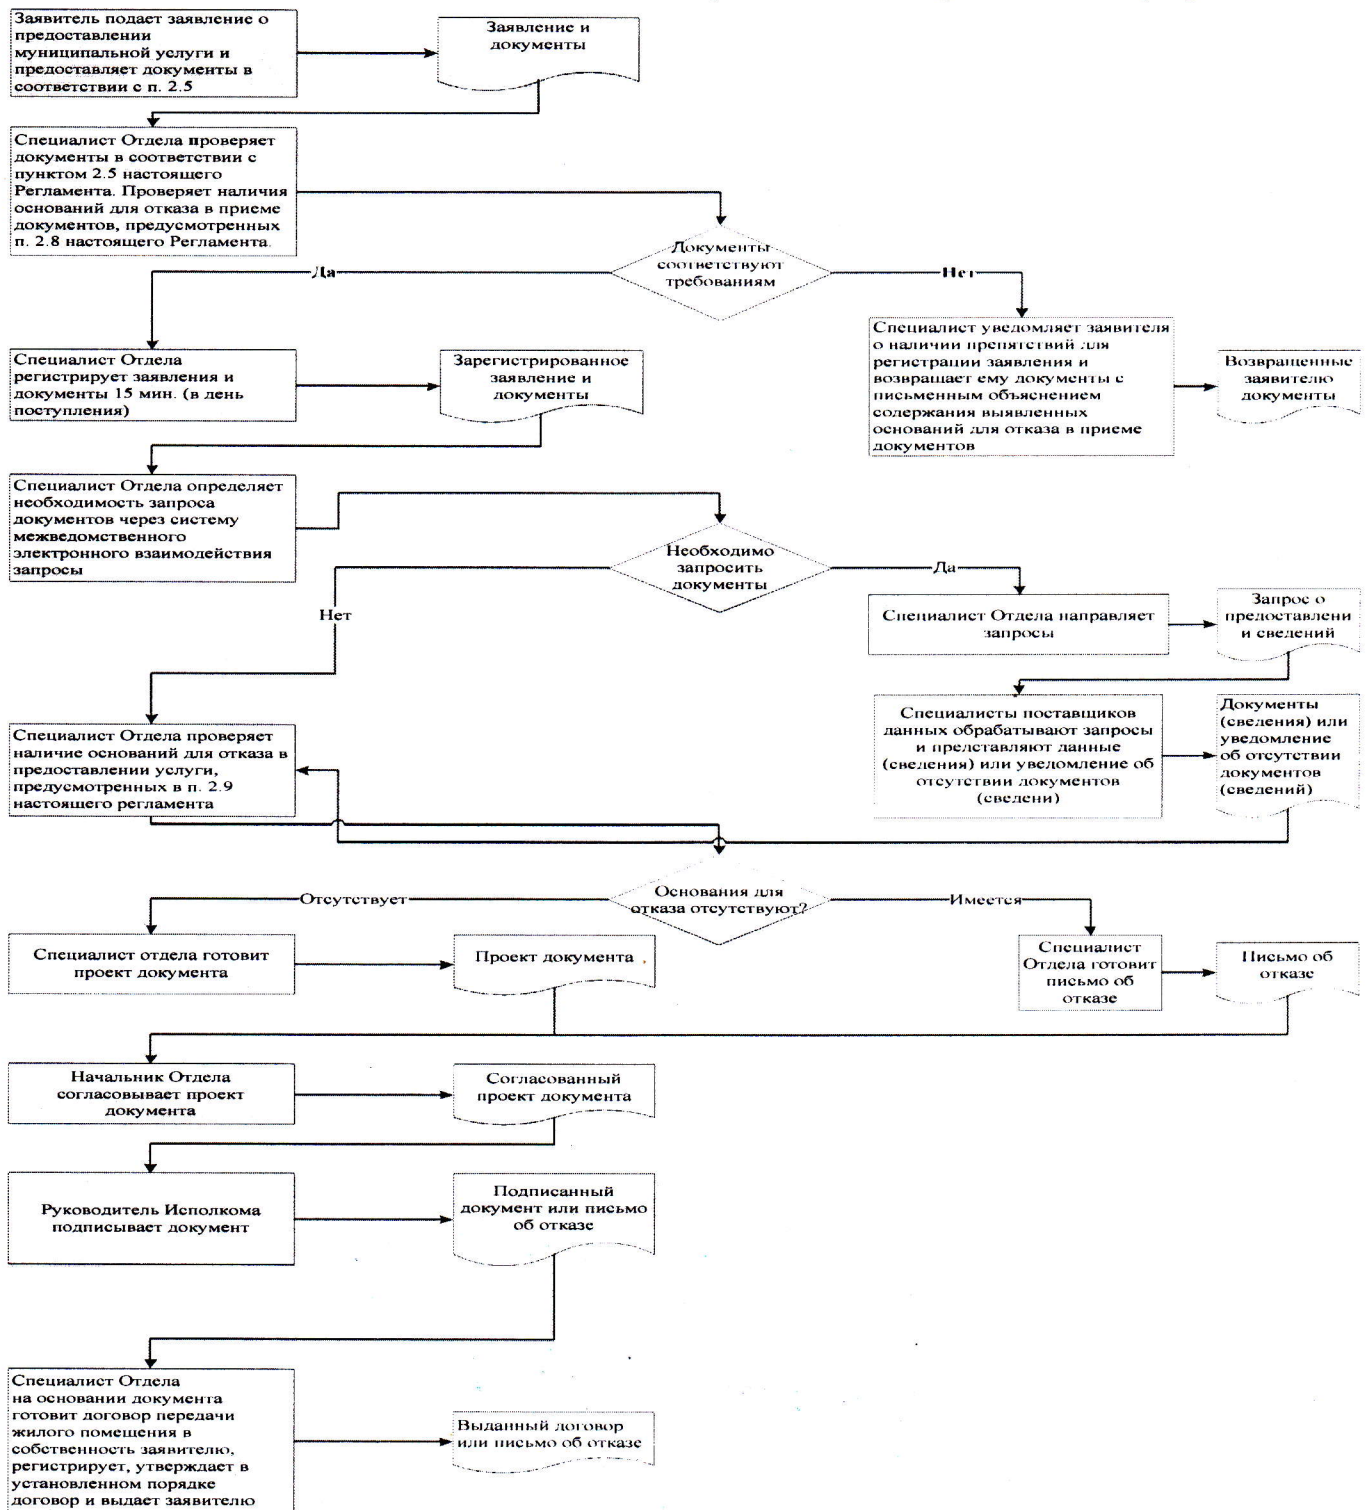 Заявитель подает заявление о
предоставлении
муниципальной услуги и
предоставляет документы в
соответствии с п. 2.5
Заявление и
документы
Специалист Отдела проверяет
документы в соответствии с
пунктом 2.5 настоящего
Регламента. Проверяет наличия
оснований для отказа в приеме
документов, предусмотренных
п. 2.8 настоящего Регламента.
Документы
соответствуют
требованиям
Да
Нет
Специалист Отдела
регистрирует заявления и
документы 15 мин. (в день
поступления)
Зарегистрированное
заявление и
документы
Специалист уведомляет заявителя
о наличии препятствий для
регистрации заявления и
возвращает ему документы с
письменным объяснением
содержания выявленных
оснований для отказа в приеме
документов
Возвращенные
заявителю
документы
Специалист Отдела определяет
необходимость запроса
документов через систему
межведомственного
электронного взаимодействия
запросы
Необходимо
запросить
документы
Да
Нет
Специалист Отдела направляет
запросы
Запрос о
предоставлени
и сведений
Специалисты поставщиков
данных обрабатывают запросы
и представляют данные
(сведения) или уведомление об
отсутствии документов
(сведени)
Документы
(сведения) или
уведомление
об отсутствии
документов
(сведений)
Специалист Отдела проверяет
наличие оснований для отказа в
предоставлении услуги,
предусмотренных в п. 2.9
настоящего регламента
Основания для
отказа отсутствуют?
Отсутствует
Имеется
Специалист отдела готовит
проект документа
Проект документа
Специалист
Отдела готовит
письмо об
отказе
Письмо об
отказе
Начальник Отдела
согласовывает проект
документа
Согласованный
проект документа
Руководитель Исполкома
подписывает документ
Подписанный
документ или письмо
об отказе
Специалист Отдела
на основании документа
готовит договор передачи
жилого помещения в
собственность заявителю,
регистрирует, утверждает в
установленном порядке
договор и выдает заявителю
Выданный договор
или письмо об отказе